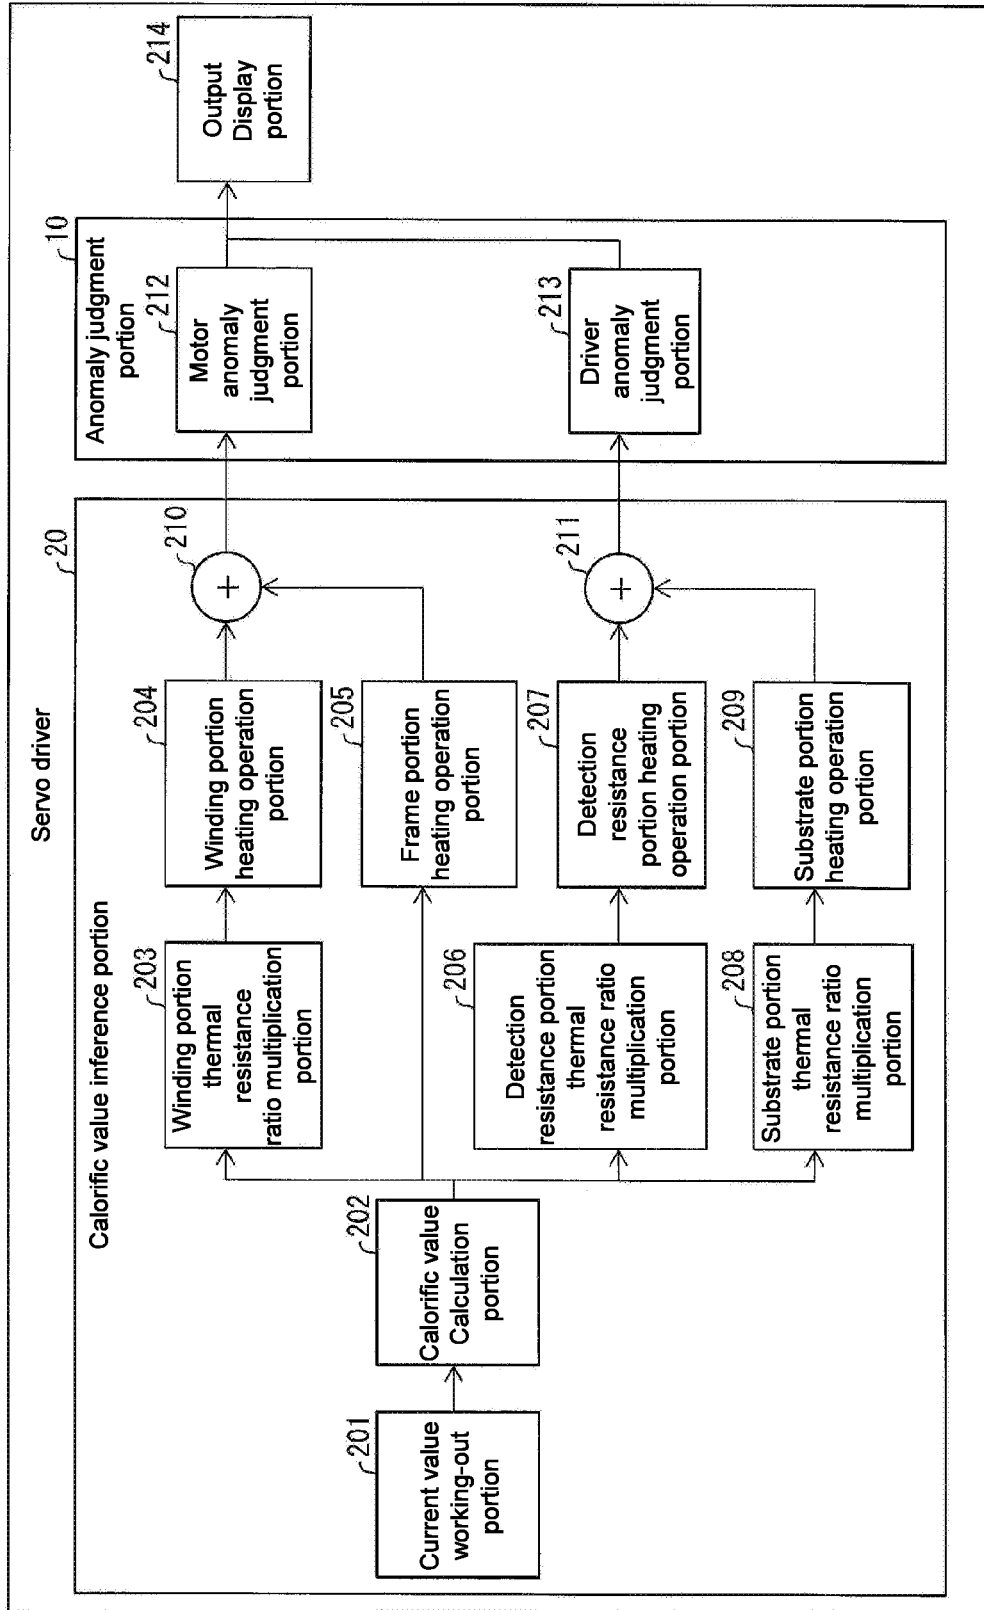 Servo driver
20
Calorific value inference portion
201
Current value
working-out
portion
202
Calorific value
Calculation
portion
203
Winding portion
thermal
resistance
ratio multiplication
portion
204
Winding portion
heating operation
portion
205
Frame portion
heating operation
portion
206
Detection
resistance portion
thermal
resistance ratio
multiplication
portion
207
Detection
resistance
portion heating
operation portion
208
Substrate portion
thermal
resistance ratio
multiplication
portion
209
Substrate portion
heating operation
portion
210
+
211
+
10
Anomaly judgment
portion
212
Motor
anomaly
judgment
portion
213
Driver
anomaly
judgment
portion
214
Output
Display
portion